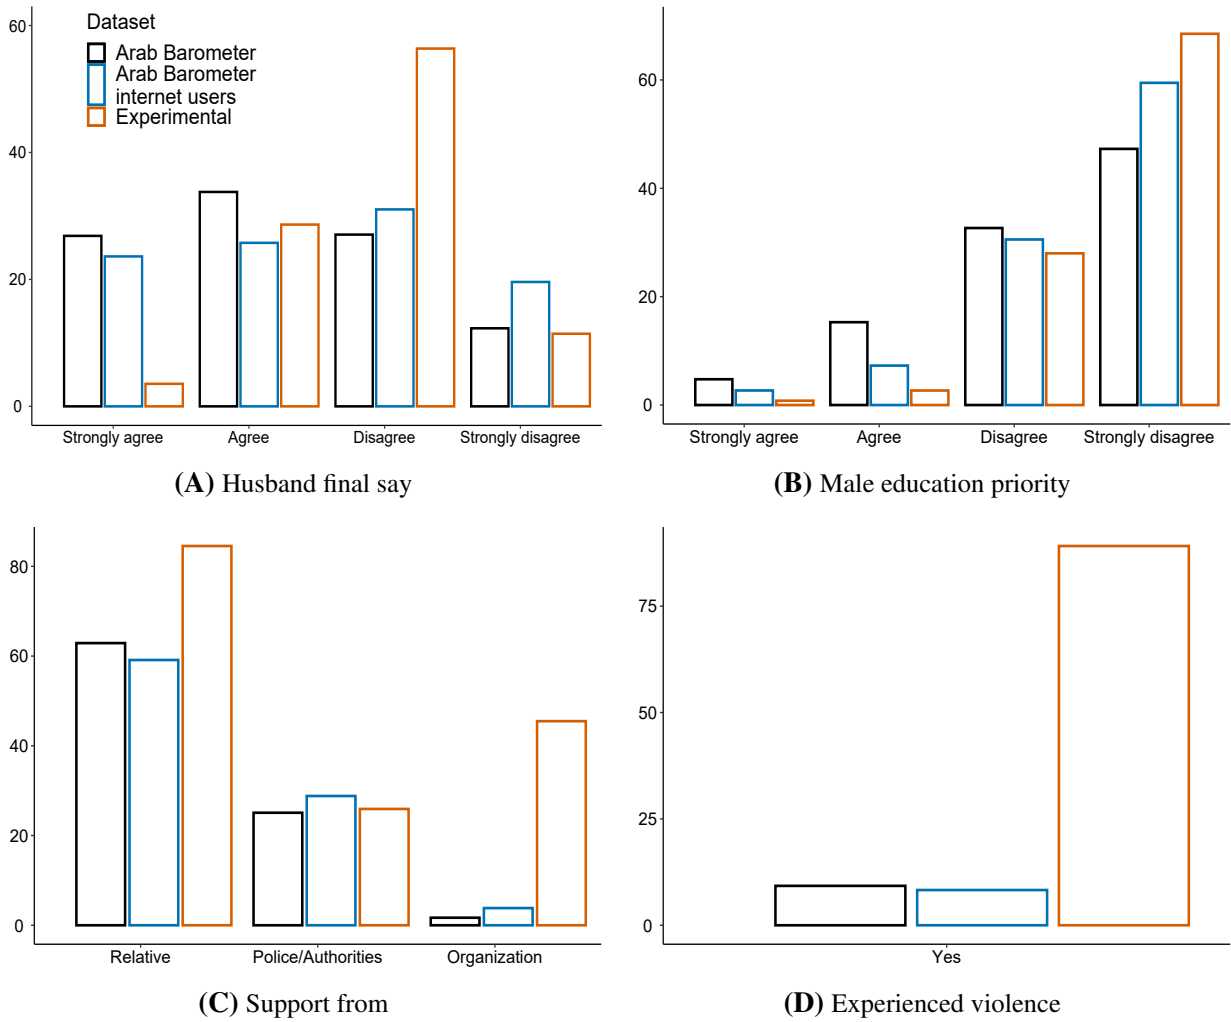 Dataset
Arab Barometer
Arab Barometer
internet users
Experimental
60
40
20
0
Strongly agree Agree Disagree Strongly disagree
(A) Husband final say
60
40
20
0
Strongly agree Agree Disagree Strongly disagree
(B) Male education priority
80
60
40
20
0
Relative Police/Authorities Organization
(C) Support from
75
50
25
0
Yes
(D) Experienced violence